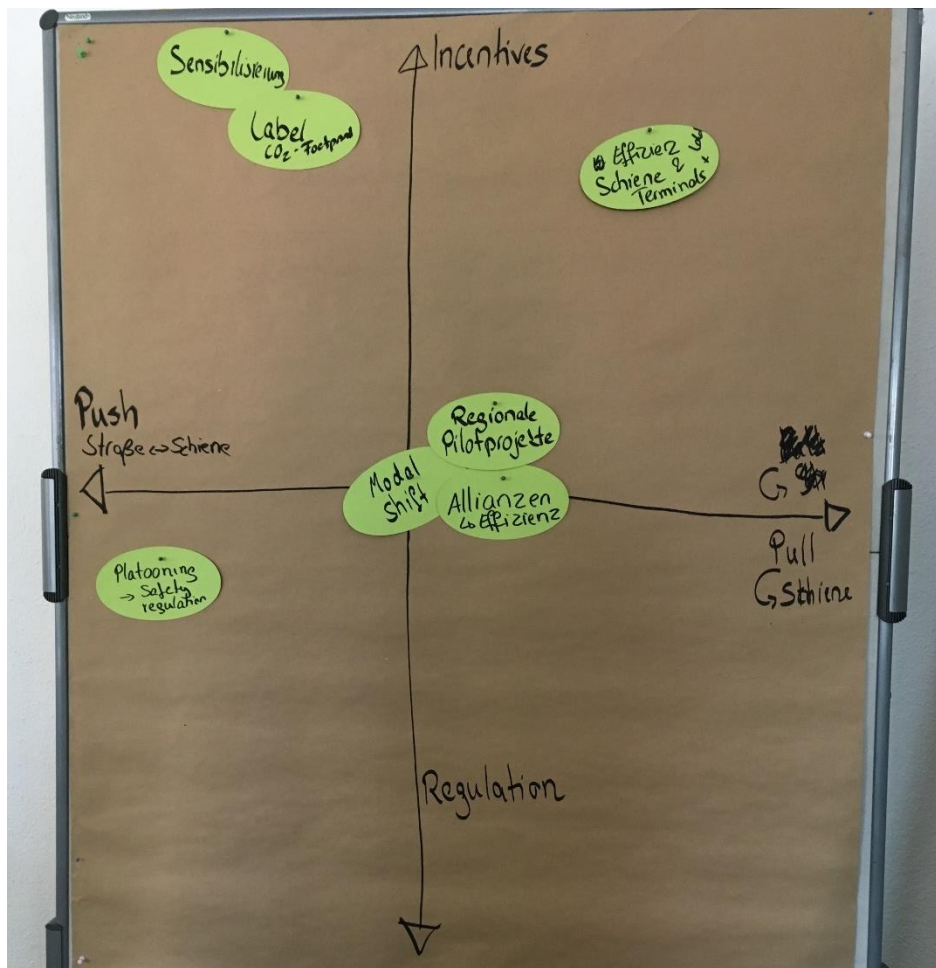 Incentives
Sensibilisierung
Label
CO₂-Footprint
Effizienz
Schiene &
Terminals
Push
Straße ↔ Schiene
Regionale
Pilotprojekte
Modal
Shift
Allianzen
↳ Effizienz
Pull
↳ Schiene
Platooning
→ Safety
regulation
Regulation